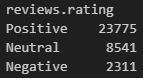 reviews.rating
Positive    23775
Neutral      8541
Negative     2311